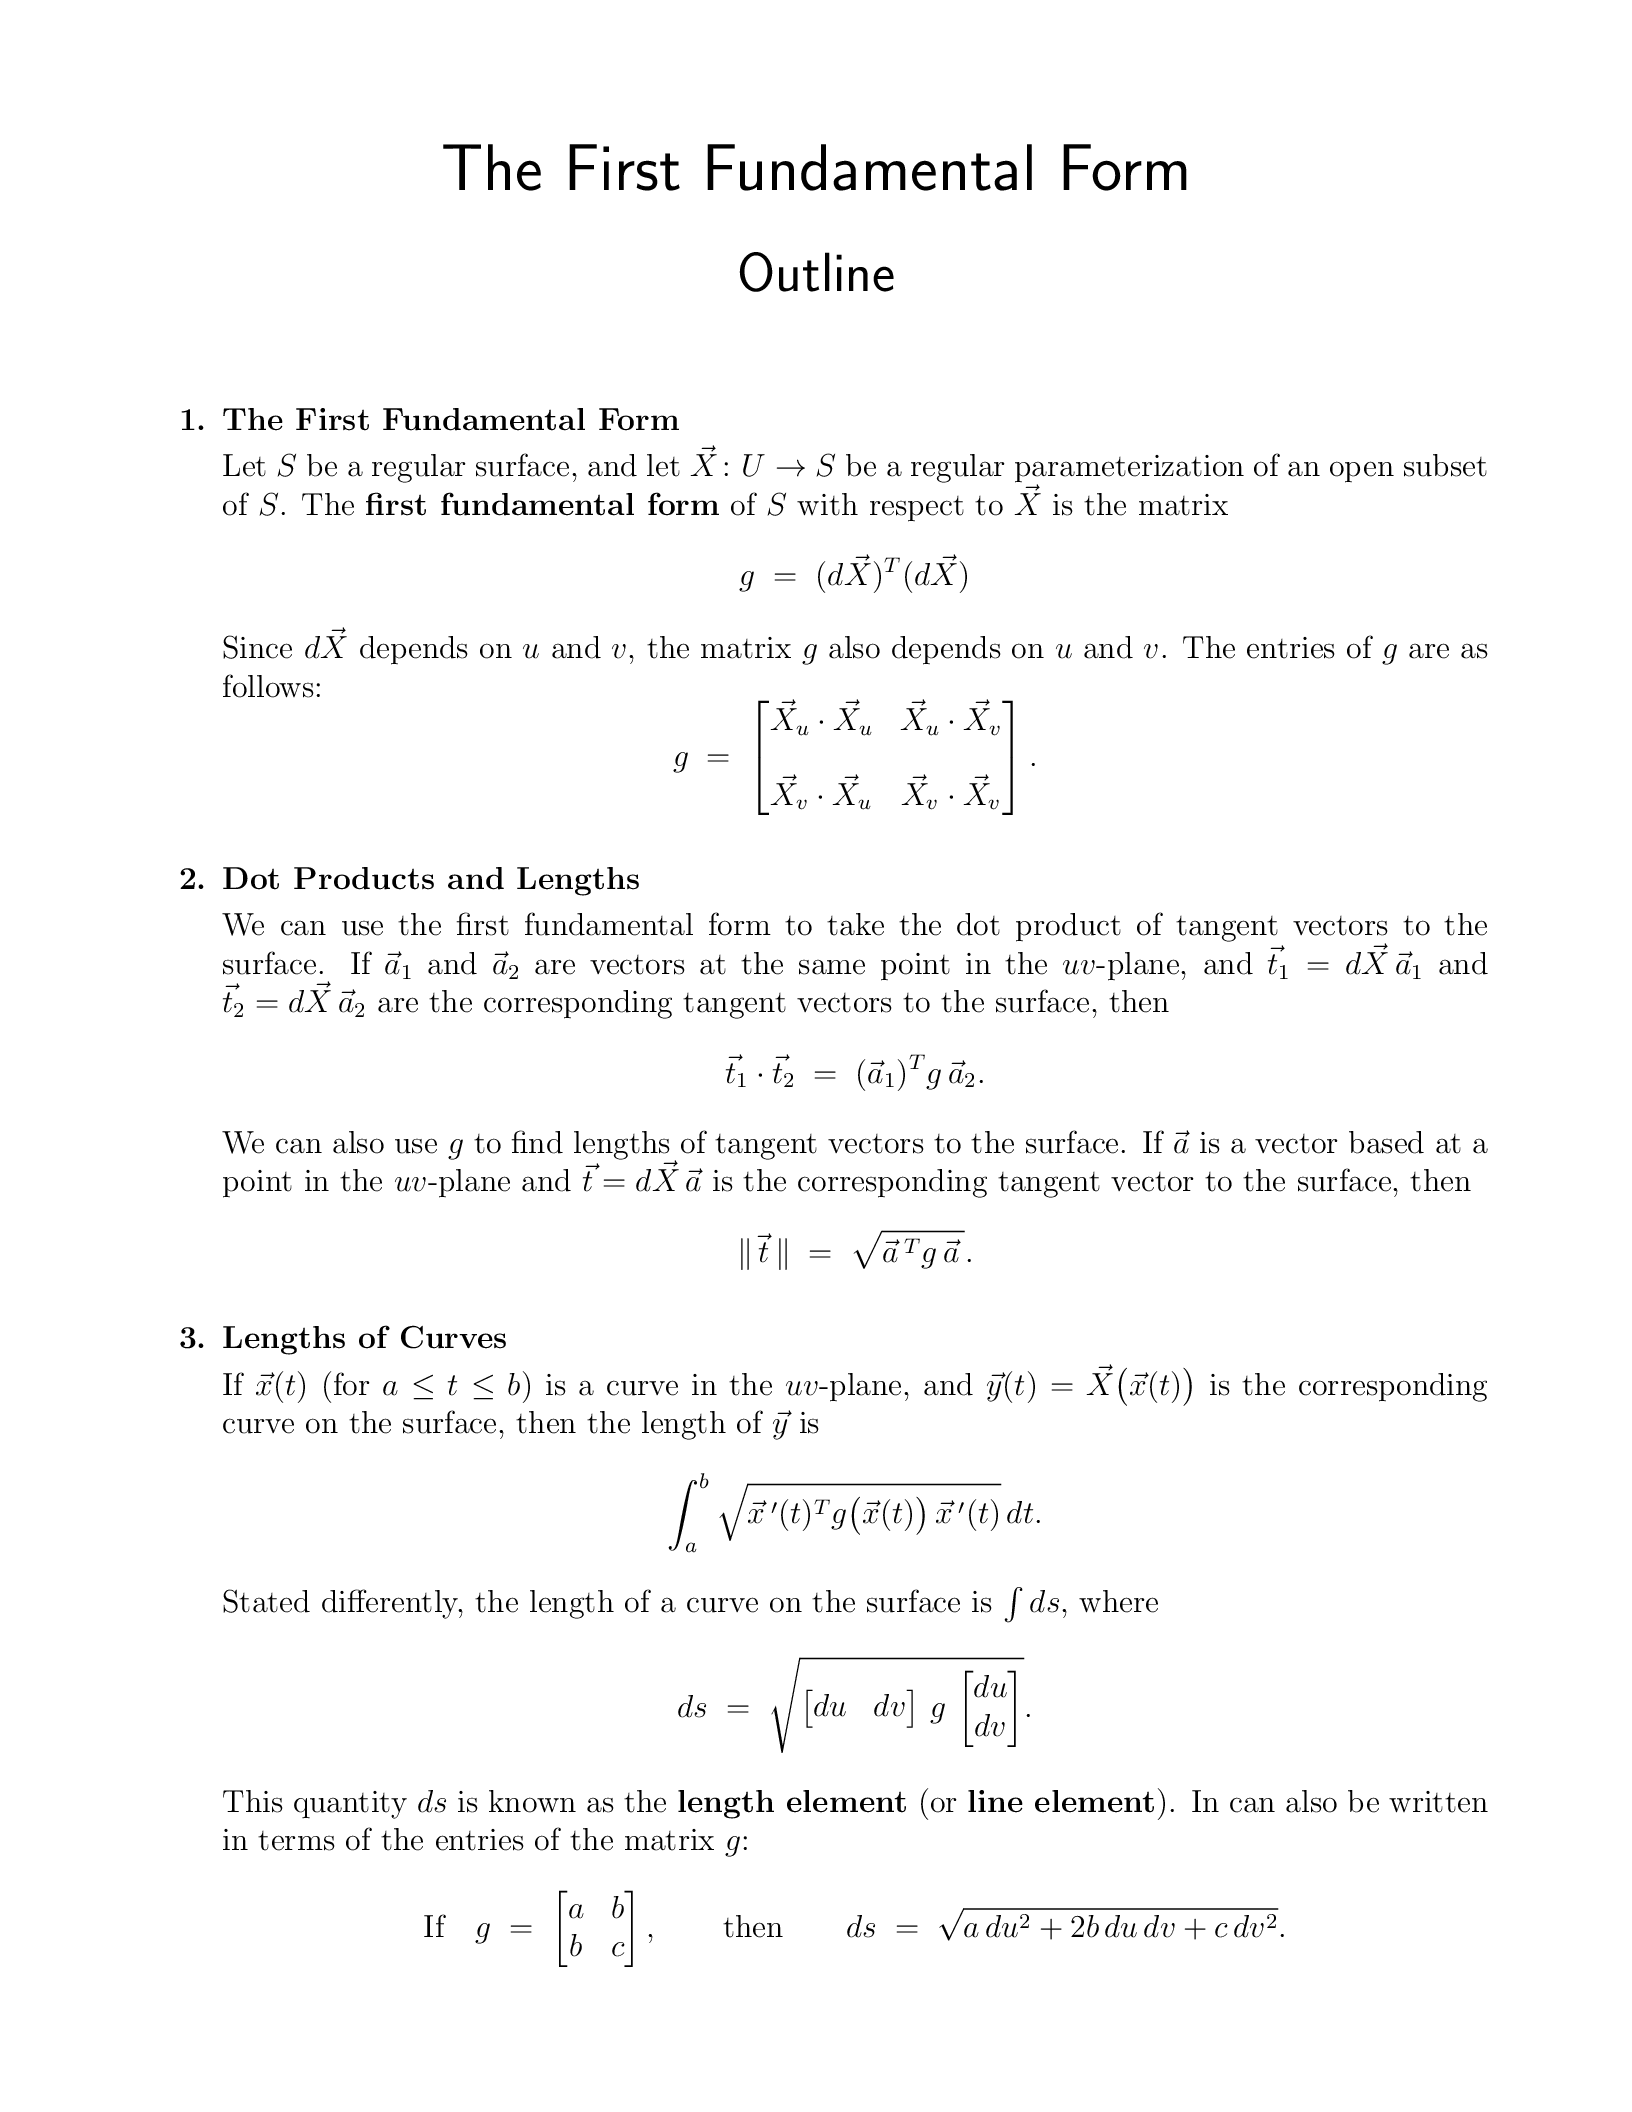 The First Fundamental Form
Outline
1. The First Fundamental Form
Let $S$ be a regular surface, and let $\vec{X}\colon U \to S$ be a regular parameterization of an open subset
of $S$. The first fundamental form of $S$ with respect to $\vec{X}$ is the matrix
$g = (d\vec{X})^T(d\vec{X})$
Since $d\vec{X}$ depends on $u$ and $v$, the matrix $g$ also depends on $u$ and $v$. The entries of $g$ are as
follows:
$g = \begin{bmatrix} \vec{X}_u \cdot \vec{X}_u & \vec{X}_u \cdot \vec{X}_v \\ \vec{X}_v \cdot \vec{X}_u & \vec{X}_v \cdot \vec{X}_v \end{bmatrix}.$
2. Dot Products and Lengths
We can use the first fundamental form to take the dot product of tangent vectors to the
surface. If $\vec{a}_1$ and $\vec{a}_2$ are vectors at the same point in the $uv$-plane, and $\vec{t}_1 = d\vec{X}\,\vec{a}_1$ and
$\vec{t}_2 = d\vec{X}\,\vec{a}_2$ are the corresponding tangent vectors to the surface, then
$\vec{t}_1 \cdot \vec{t}_2 = (\vec{a}_1)^T g\,\vec{a}_2.$
We can also use $g$ to find lengths of tangent vectors to the surface. If $\vec{a}$ is a vector based at a
point in the $uv$-plane and $\vec{t} = d\vec{X}\,\vec{a}$ is the corresponding tangent vector to the surface, then
$\|\vec{t}\,\| = \sqrt{\vec{a}^{\,T} g\,\vec{a}}.$
3. Lengths of Curves
If $\vec{x}(t)$ (for $a \le t \le b$) is a curve in the $uv$-plane, and $\vec{y}(t) = \vec{X}\big(\vec{x}(t)\big)$ is the corresponding
curve on the surface, then the length of $\vec{y}$ is
$\int_a^b \sqrt{\vec{x}\,'(t)^T g\big(\vec{x}(t)\big)\,\vec{x}\,'(t)}\,dt.$
Stated differently, the length of a curve on the surface is $\int ds$, where
$ds = \sqrt{\begin{bmatrix} du & dv \end{bmatrix} g \begin{bmatrix} du \\ dv \end{bmatrix}}.$
This quantity $ds$ is known as the length element (or line element). In can also be written
in terms of the entries of the matrix $g$:
If $g = \begin{bmatrix} a & b \\ b & c \end{bmatrix},$ then $ds = \sqrt{a\,du^2 + 2b\,du\,dv + c\,dv^2}.$